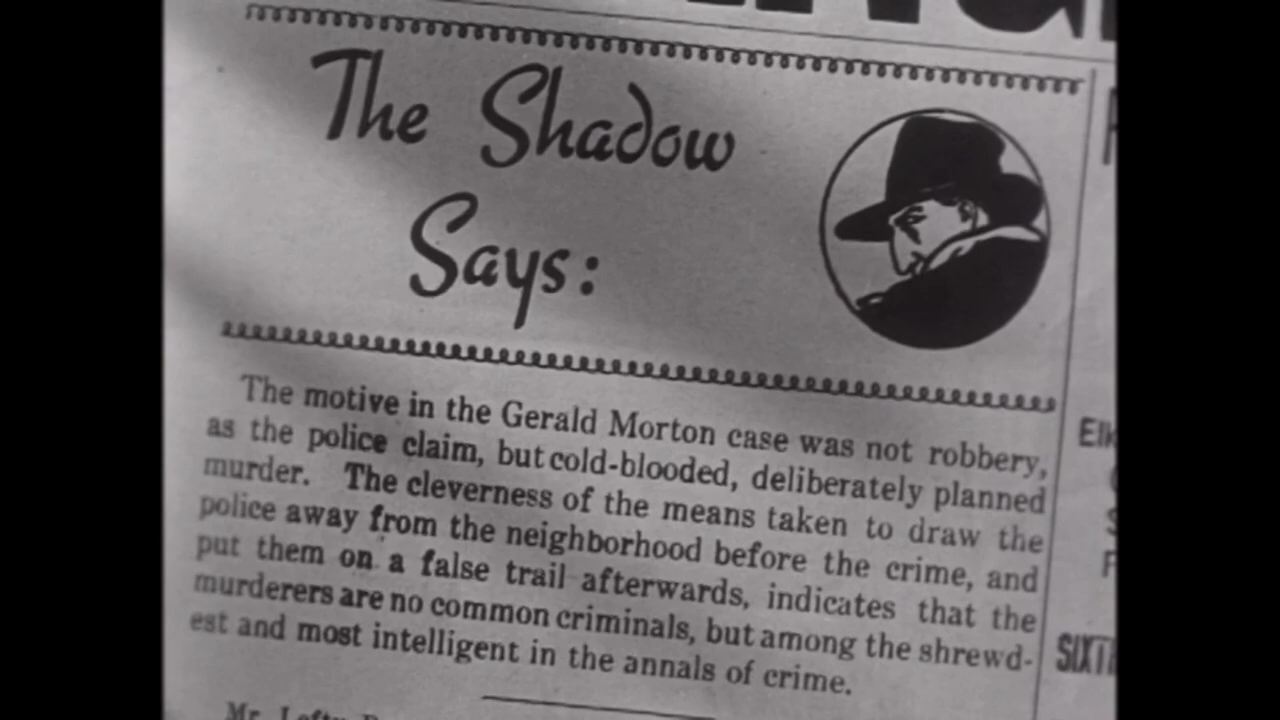 The Shadow
Says:
The motive in the Gerald Morton case was not robbery,
as the police claim, but cold-blooded, deliberately planned
murder. The cleverness of the means taken to draw the
police away from the neighborhood before the crime, and
put them on a false trail afterwards, indicates that the
murderers are no common criminals, but among the shrewd-
est and most intelligent in the annals of crime.
Mr.